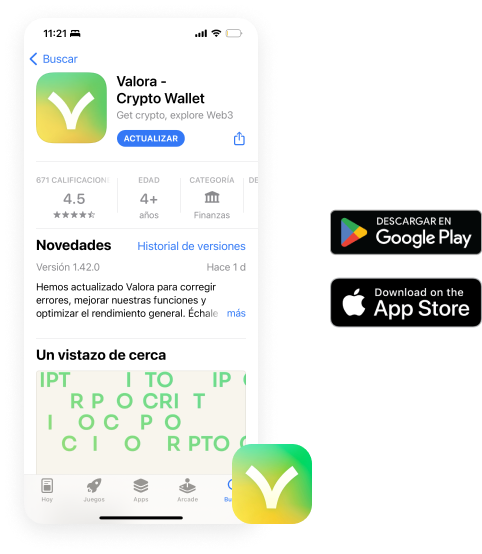 11:21
Buscar
Valora -
Crypto Wallet
Get crypto, explore Web3
ACTUALIZAR
671 CALIFICACION
EDAD
CATEGORÍA
DE
4.5
4+
años
Finanzas
Novedades
Historial de versiones
Versión 1.42.0
Hace 1 d
Hemos actualizado Valora para corregir
errores, mejorar nuestras funciones y
optimizar el rendimiento general. Échale
más
Un vistazo de cerca
IPT I TO IP C
R P O CRI T
I O C P O
C I O R PTO C
Hoy
Juegos
Apps
Arcade
Bu
DESCARGAR EN
Google Play
Download on the
App Store